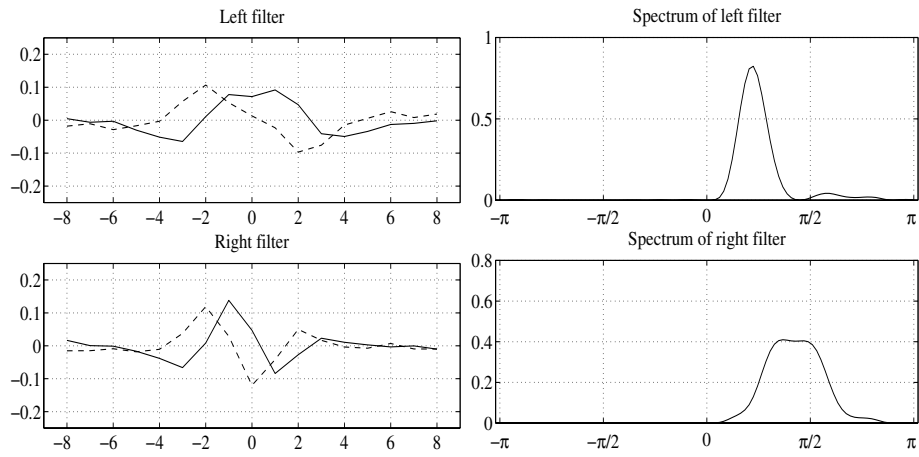 Left filter
0.2
0.1
0
−0.1
−0.2
−8 −6 −4 −2 0 2 4 6 8
Spectrum of left filter
1
0.5
0
−π −π/2 0 π/2 π
Right filter
0.2
0.1
0
−0.1
−0.2
−8 −6 −4 −2 0 2 4 6 8
Spectrum of right filter
0.8
0.6
0.4
0.2
0
−π −π/2 0 π/2 π